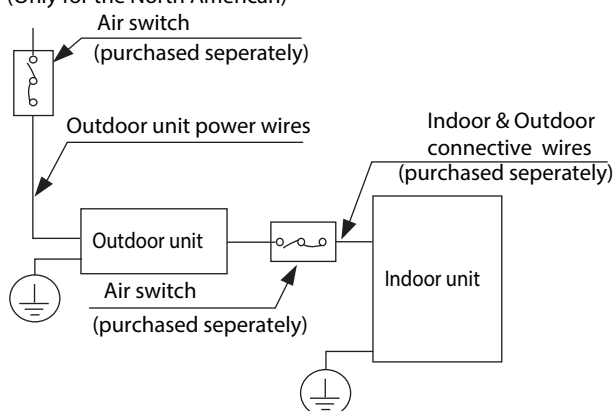 (Only for the North American)
Air switch
(purchased seperately)
Outdoor unit power wires
Indoor & Outdoor
connective wires
(purchased seperately)
Outdoor unit
Indoor unit
Air switch
(purchased seperately)